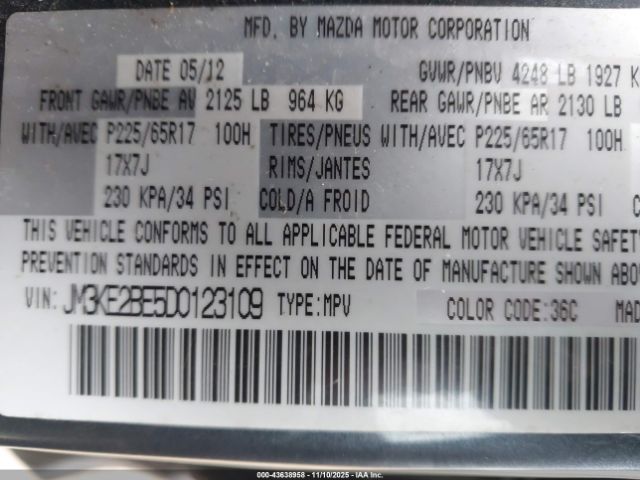 MFD. BY MAZDA MOTOR CORPORATION
DATE 05/12 GVWR/PNBV 4248 LB 1927 K
FRONT GAWR/PNBE AV 2125 LB 964 KG REAR GAWR/PNBE AR 2130 LB
WITH/AVEC P225/65R17 100H TIRES/PNEUS WITH/AVEC P225/65R17 100H
17X7J RIMS/JANTES 17X7J
230 KPA/34 PSI COLD/A FROID 230 KPA/34 PSI C
THIS VEHICLE CONFORMS TO ALL APPLICABLE FEDERAL MOTOR VEHICLE SAFETY
PREVENTION STANDARDS IN EFFECT ON THE DATE OF MANUFACTURE SHOWN ABO
VIN: JM3KE2BE5D0123109 TYPE:MPV COLOR CODE:36C MAD
000-43638958 - 11/10/2025 - IAAI Inc.